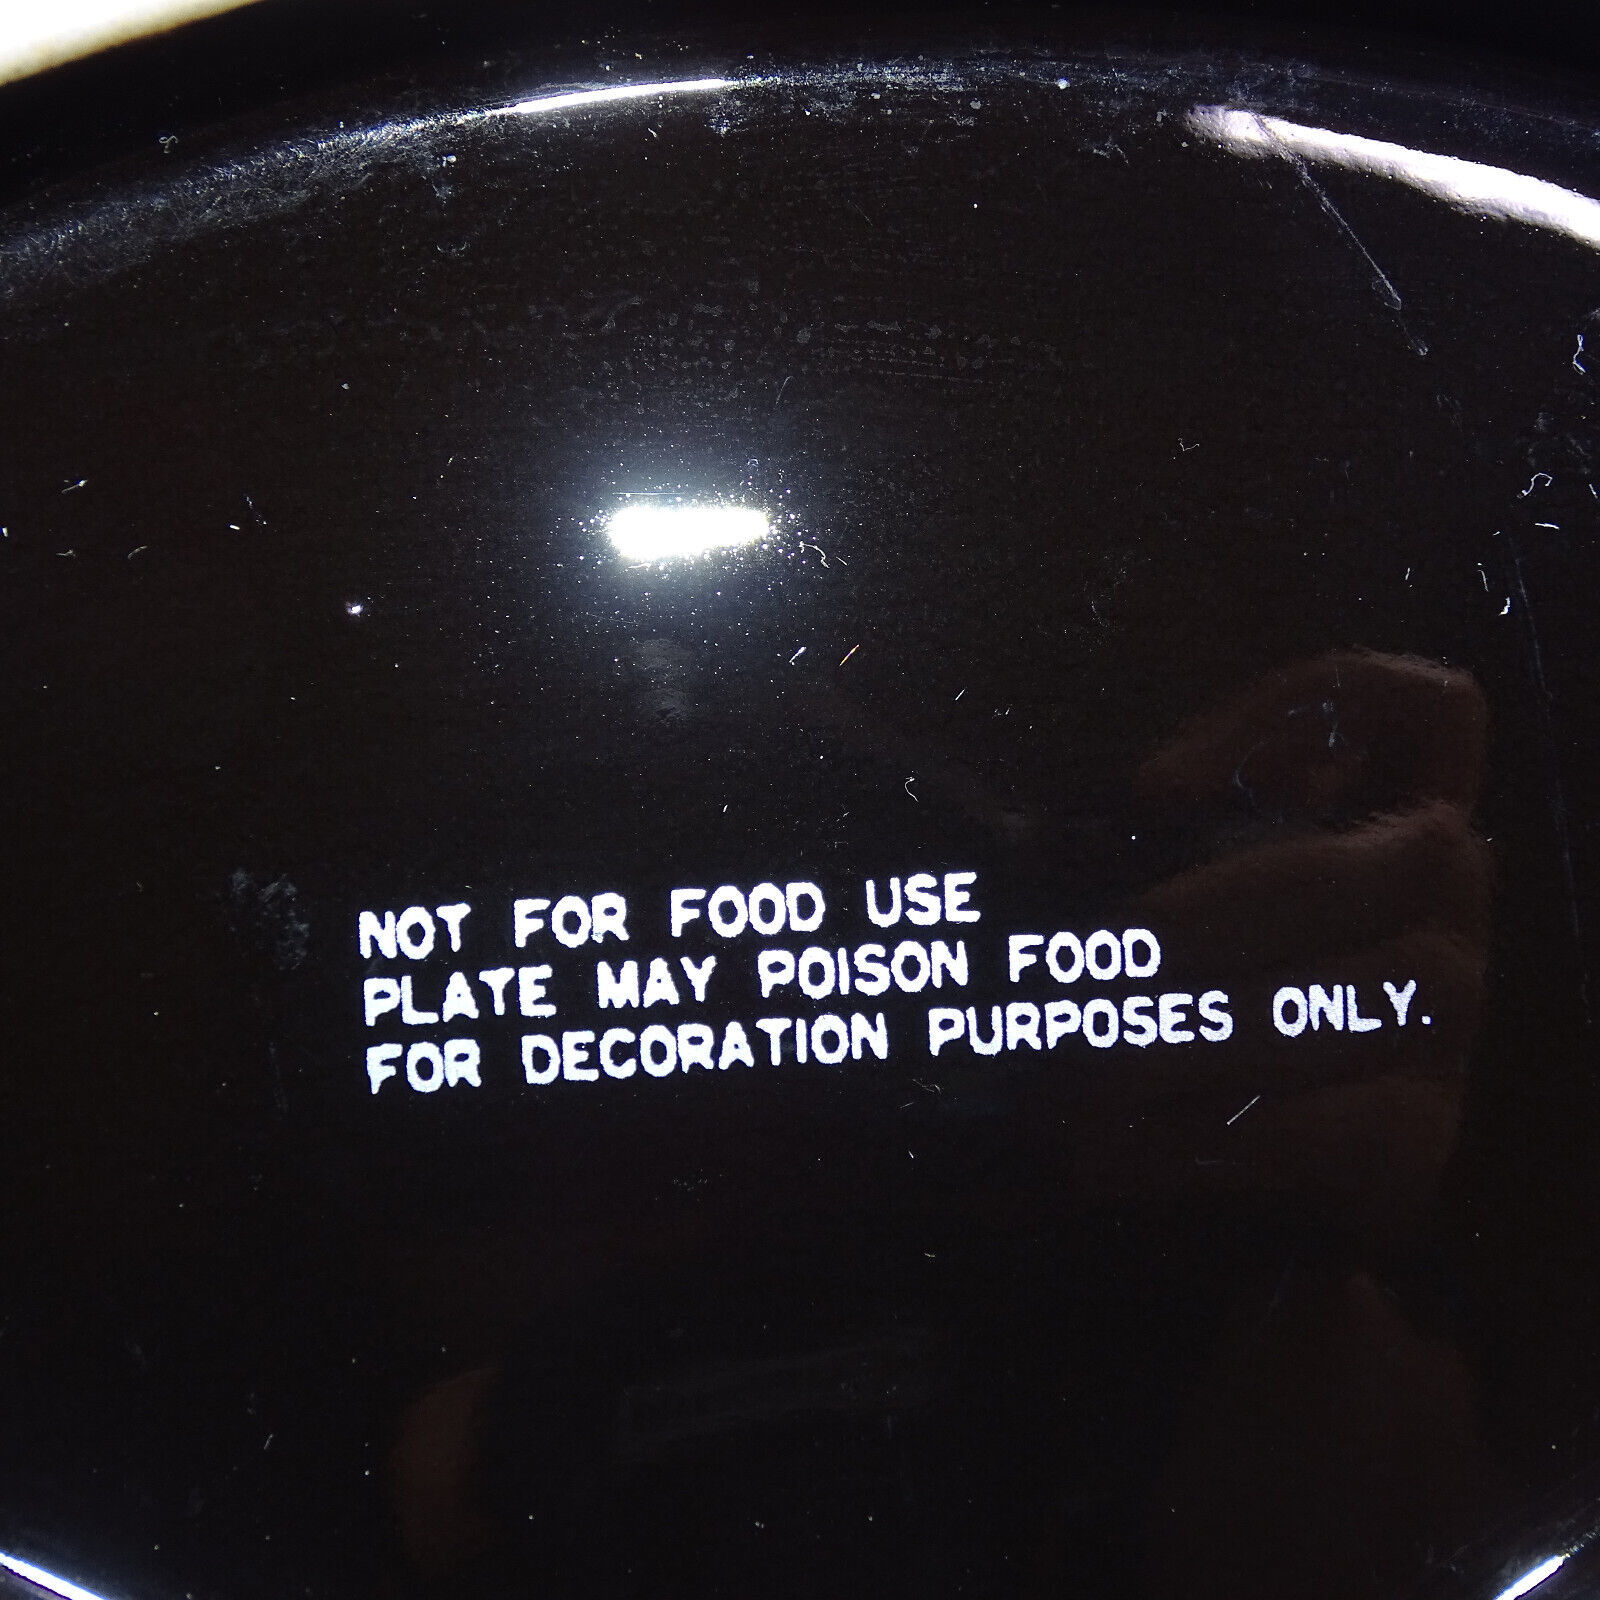 NOT FOR FOOD USE
PLATE MAY POISON FOOD
FOR DECORATION PURPOSES ONLY.